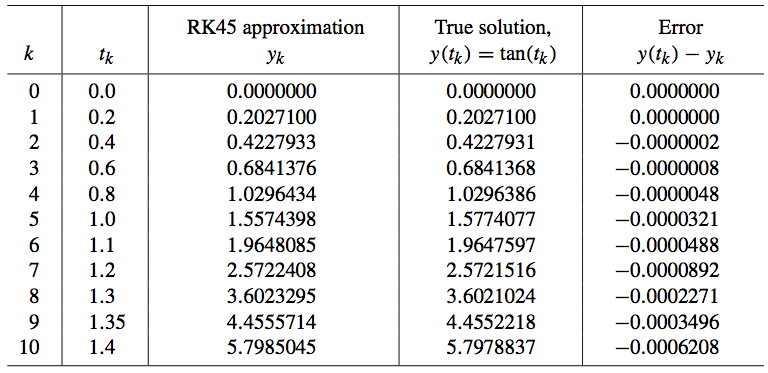 k t_k RK45 approximation y_k True solution, y(t_k) = tan(t_k) Error y(t_k) − y_k
0 0.0 0.0000000 0.0000000 0.0000000
1 0.2 0.2027100 0.2027100 0.0000000
2 0.4 0.4227933 0.4227931 −0.0000002
3 0.6 0.6841376 0.6841368 −0.0000008
4 0.8 1.0296434 1.0296386 −0.0000048
5 1.0 1.5574398 1.5774077 −0.0000321
6 1.1 1.9648085 1.9647597 −0.0000488
7 1.2 2.5722408 2.5721516 −0.0000892
8 1.3 3.6023295 3.6021024 −0.0002271
9 1.35 4.4555714 4.4552218 −0.0003496
10 1.4 5.7985045 5.7978837 −0.0006208